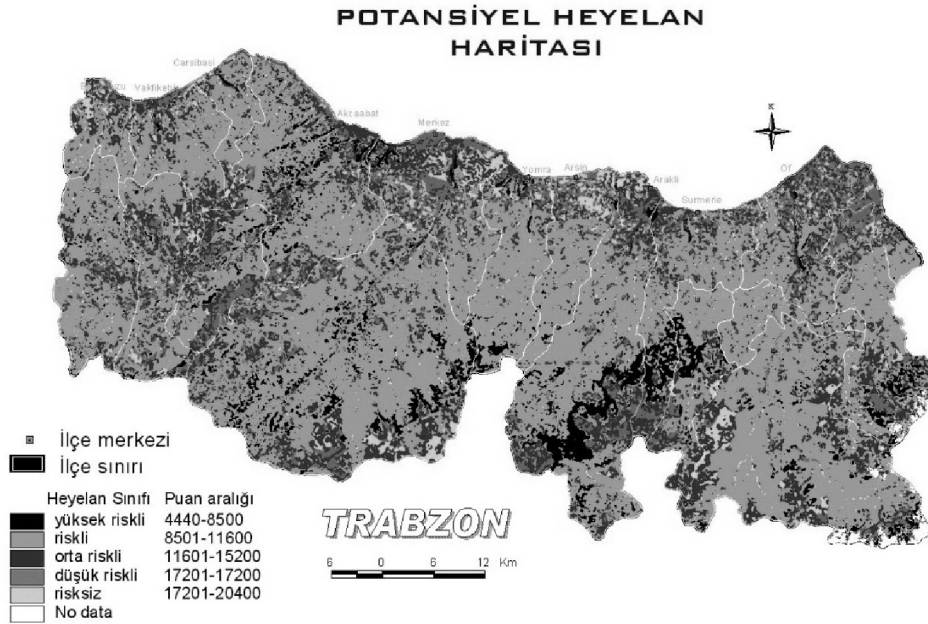 POTANSİYEL HEYELAN
HARİTASI
Carsibasi
Vakfikebir
Akcaabat
Merkez
K
Yomra
Arsin
Of
Arakli
Surmene
İlçe merkezi
İlçe sınırı
Heyelan Sınıfı Puan aralığı
yüksek riskli 4440-8500
riskli 8501-11600
orta riskli 11601-15200
düşük riskli 17201-17200
risksiz 17201-20400
No data
TRABZON
6 0 6 12 Km